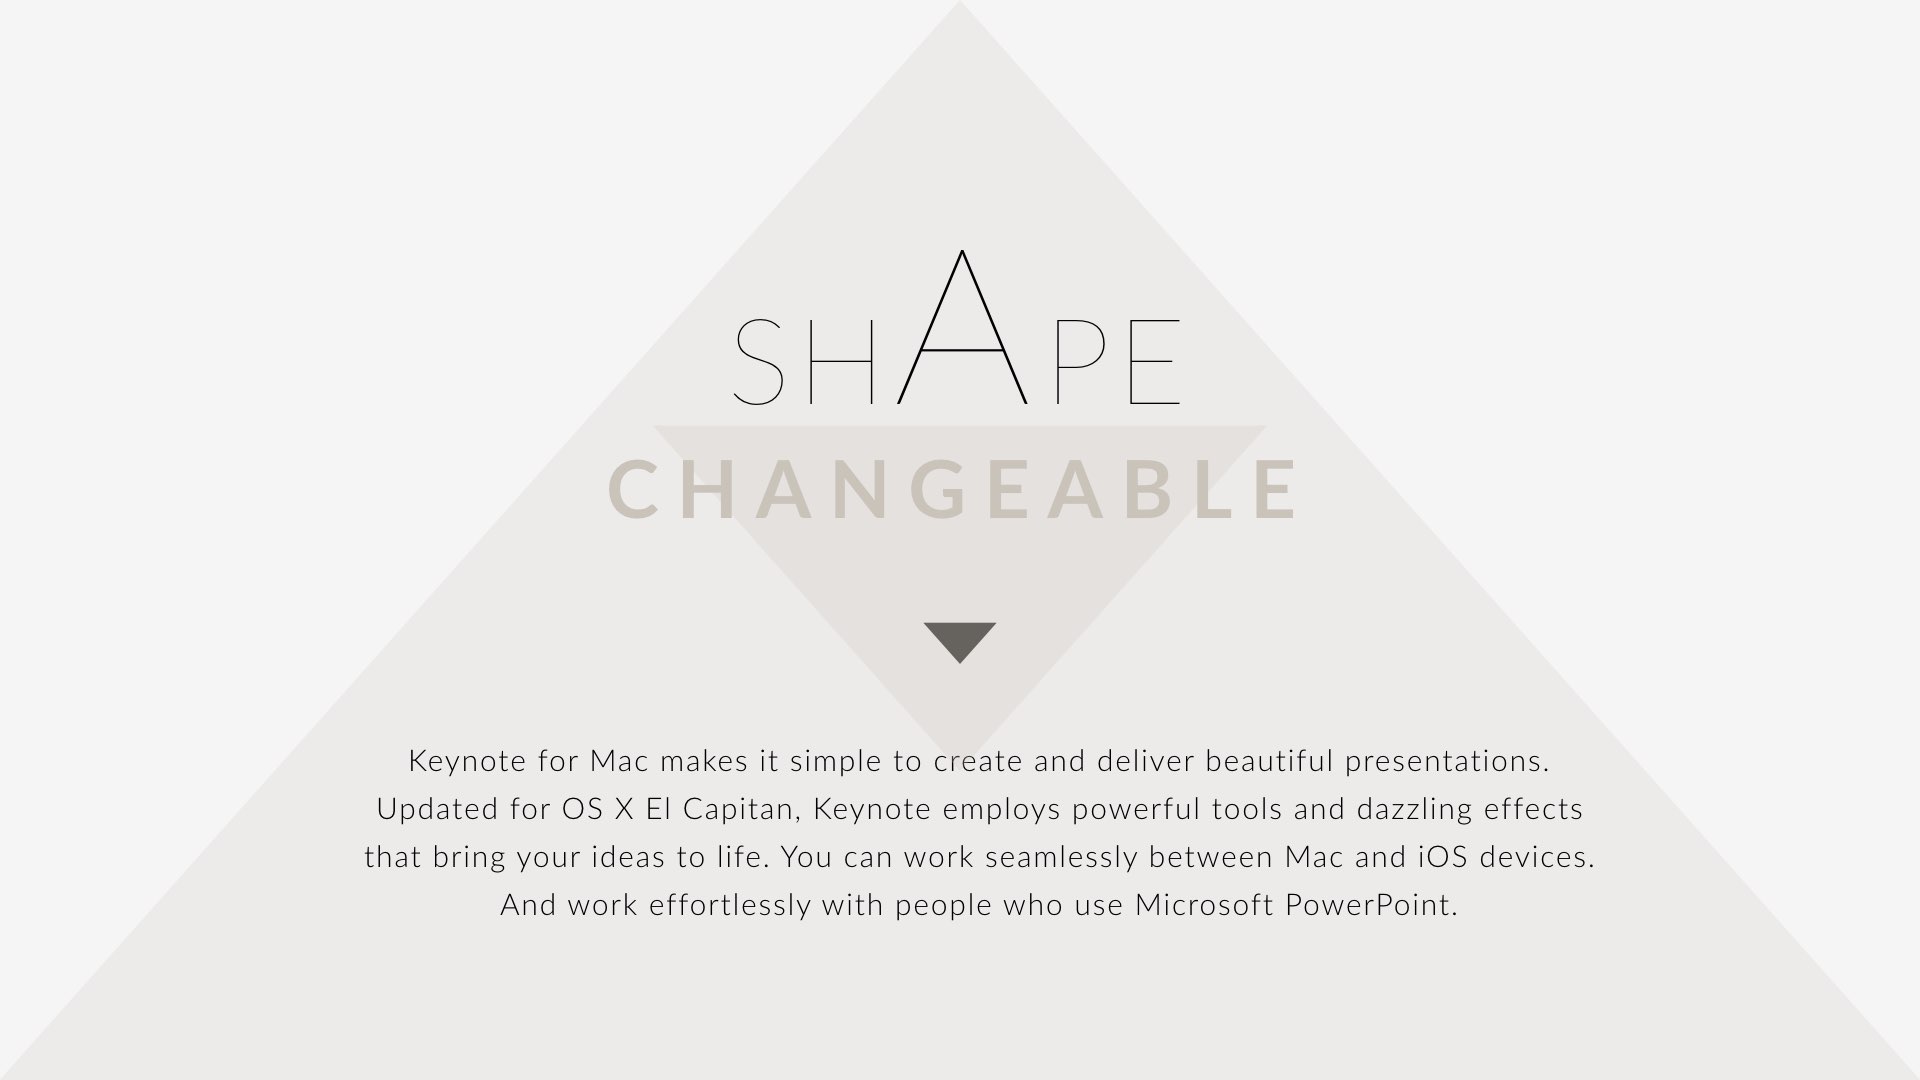 SHAPE
CHANGEABLE
Keynote for Mac makes it simple to create and deliver beautiful presentations.
Updated for OS X El Capitan, Keynote employs powerful tools and dazzling effects
that bring your ideas to life. You can work seamlessly between Mac and iOS devices.
And work effortlessly with people who use Microsoft PowerPoint.